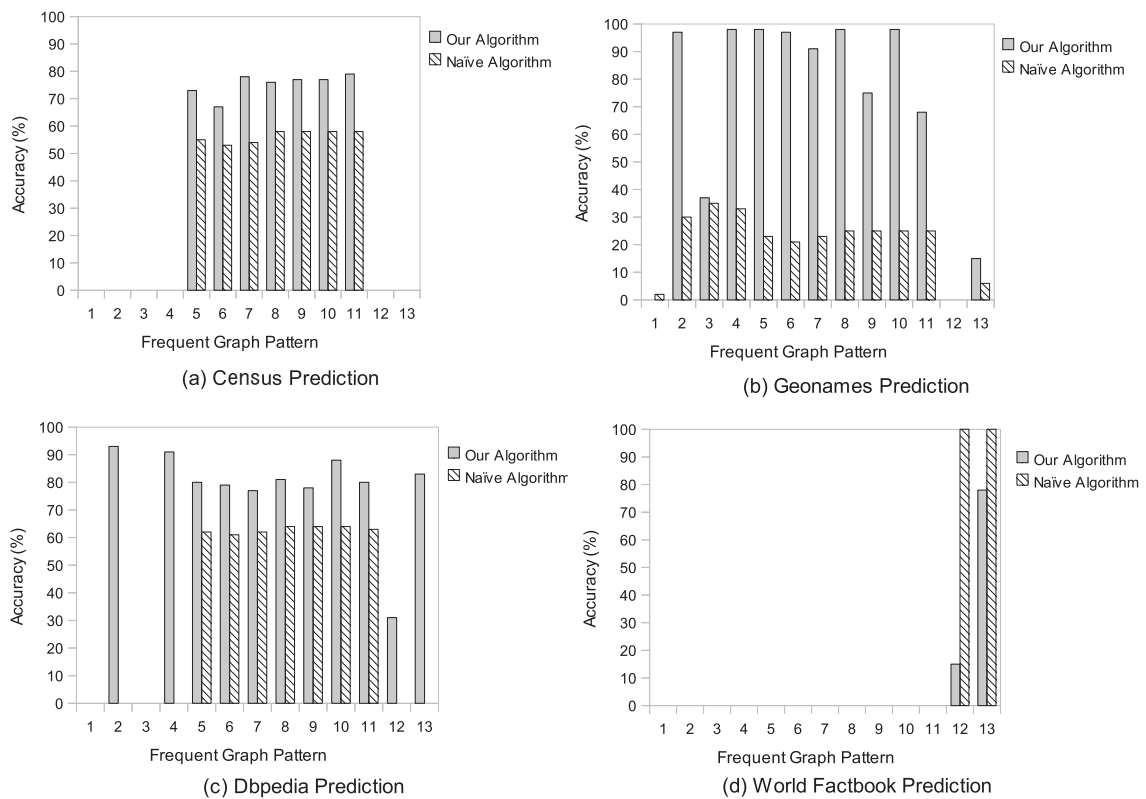 100
90
80
70
60
50
40
30
20
10
0
Accuracy (%)
1 2 3 4 5 6 7 8 9 10 11 12 13
Frequent Graph Pattern
Our Algorithm
Naïve Algorithm
(a) Census Prediction
100
90
80
70
60
50
40
30
20
10
0
Accuracy (%)
1 2 3 4 5 6 7 8 9 10 11 12 13
Frequent Graph Pattern
Our Algorithm
Naïve Algorithm
(b) Geonames Prediction
100
90
80
70
60
50
40
30
20
10
0
Accuracy (%)
1 2 3 4 5 6 7 8 9 10 11 12 13
Frequent Graph Pattern
Our Algorithm
Naïve Algorithm
(c) Dbpedia Prediction
100
90
80
70
60
50
40
30
20
10
0
Accuracy (%)
1 2 3 4 5 6 7 8 9 10 11 12 13
Frequent Graph Pattern
Our Algorithm
Naïve Algorithm
(d) World Factbook Prediction